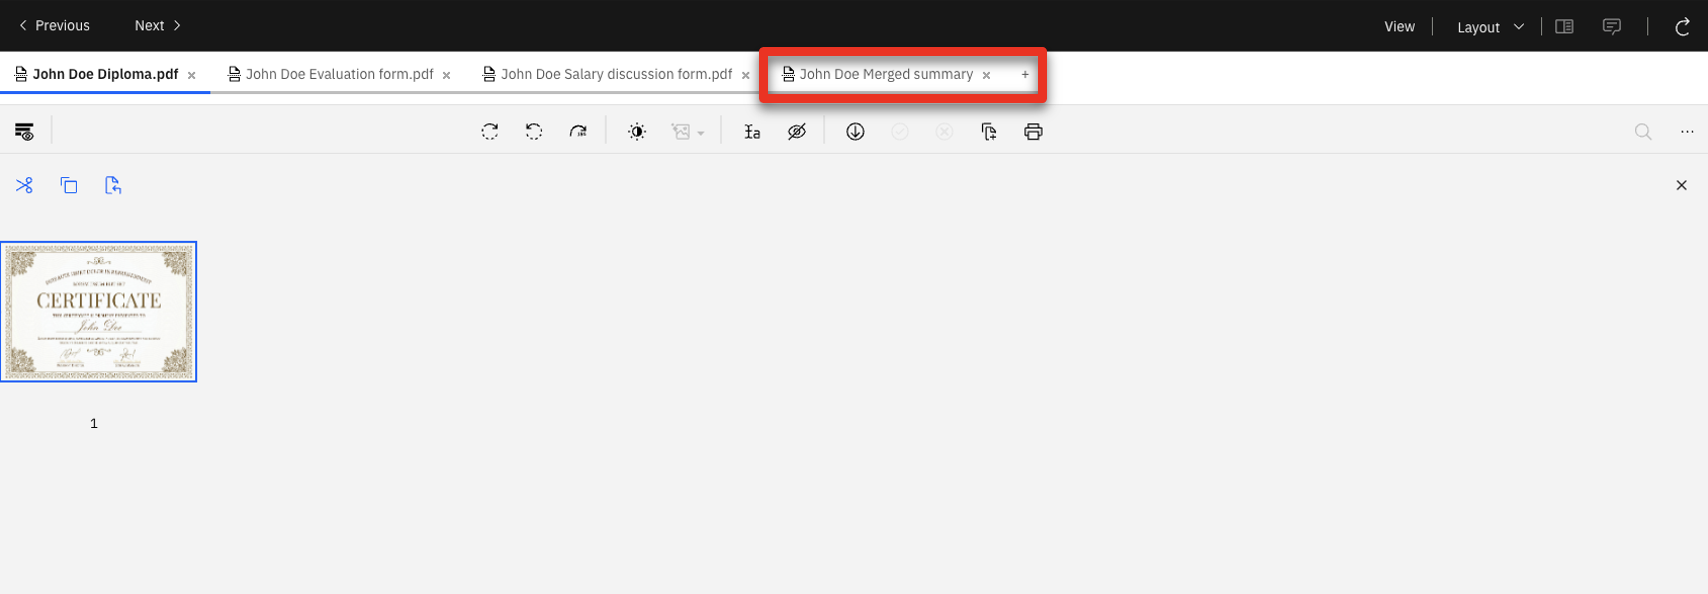 Previous Next View Layout
John Doe Diploma.pdf × John Doe Evaluation form.pdf × John Doe Salary discussion form.pdf × John Doe Merged summary × +
CERTIFICATE
John Doe
1